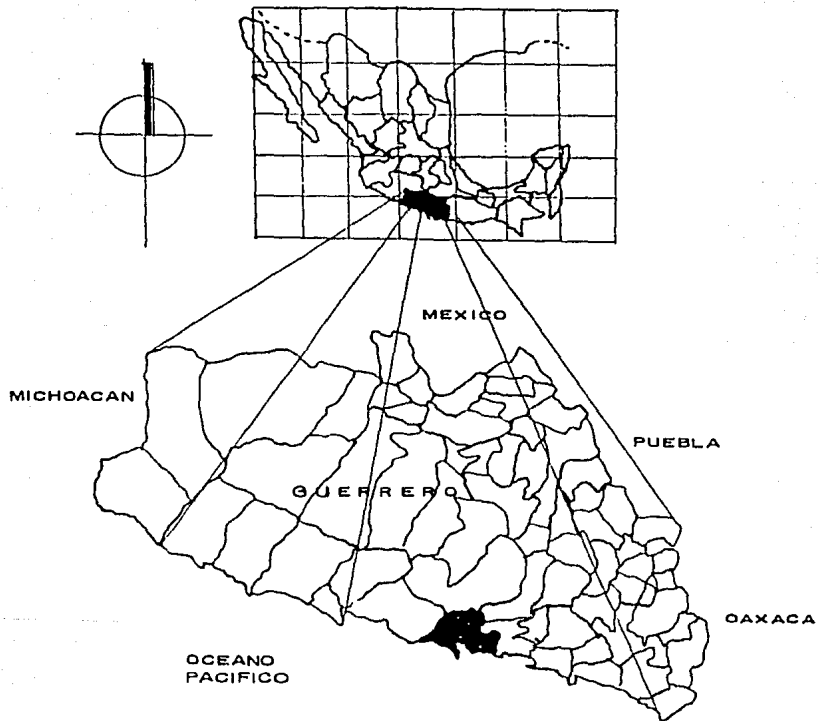 MEXICO
MICHOACAN
PUEBLA
GUERRERO
OAXACA
OCEANO
PACIFICO